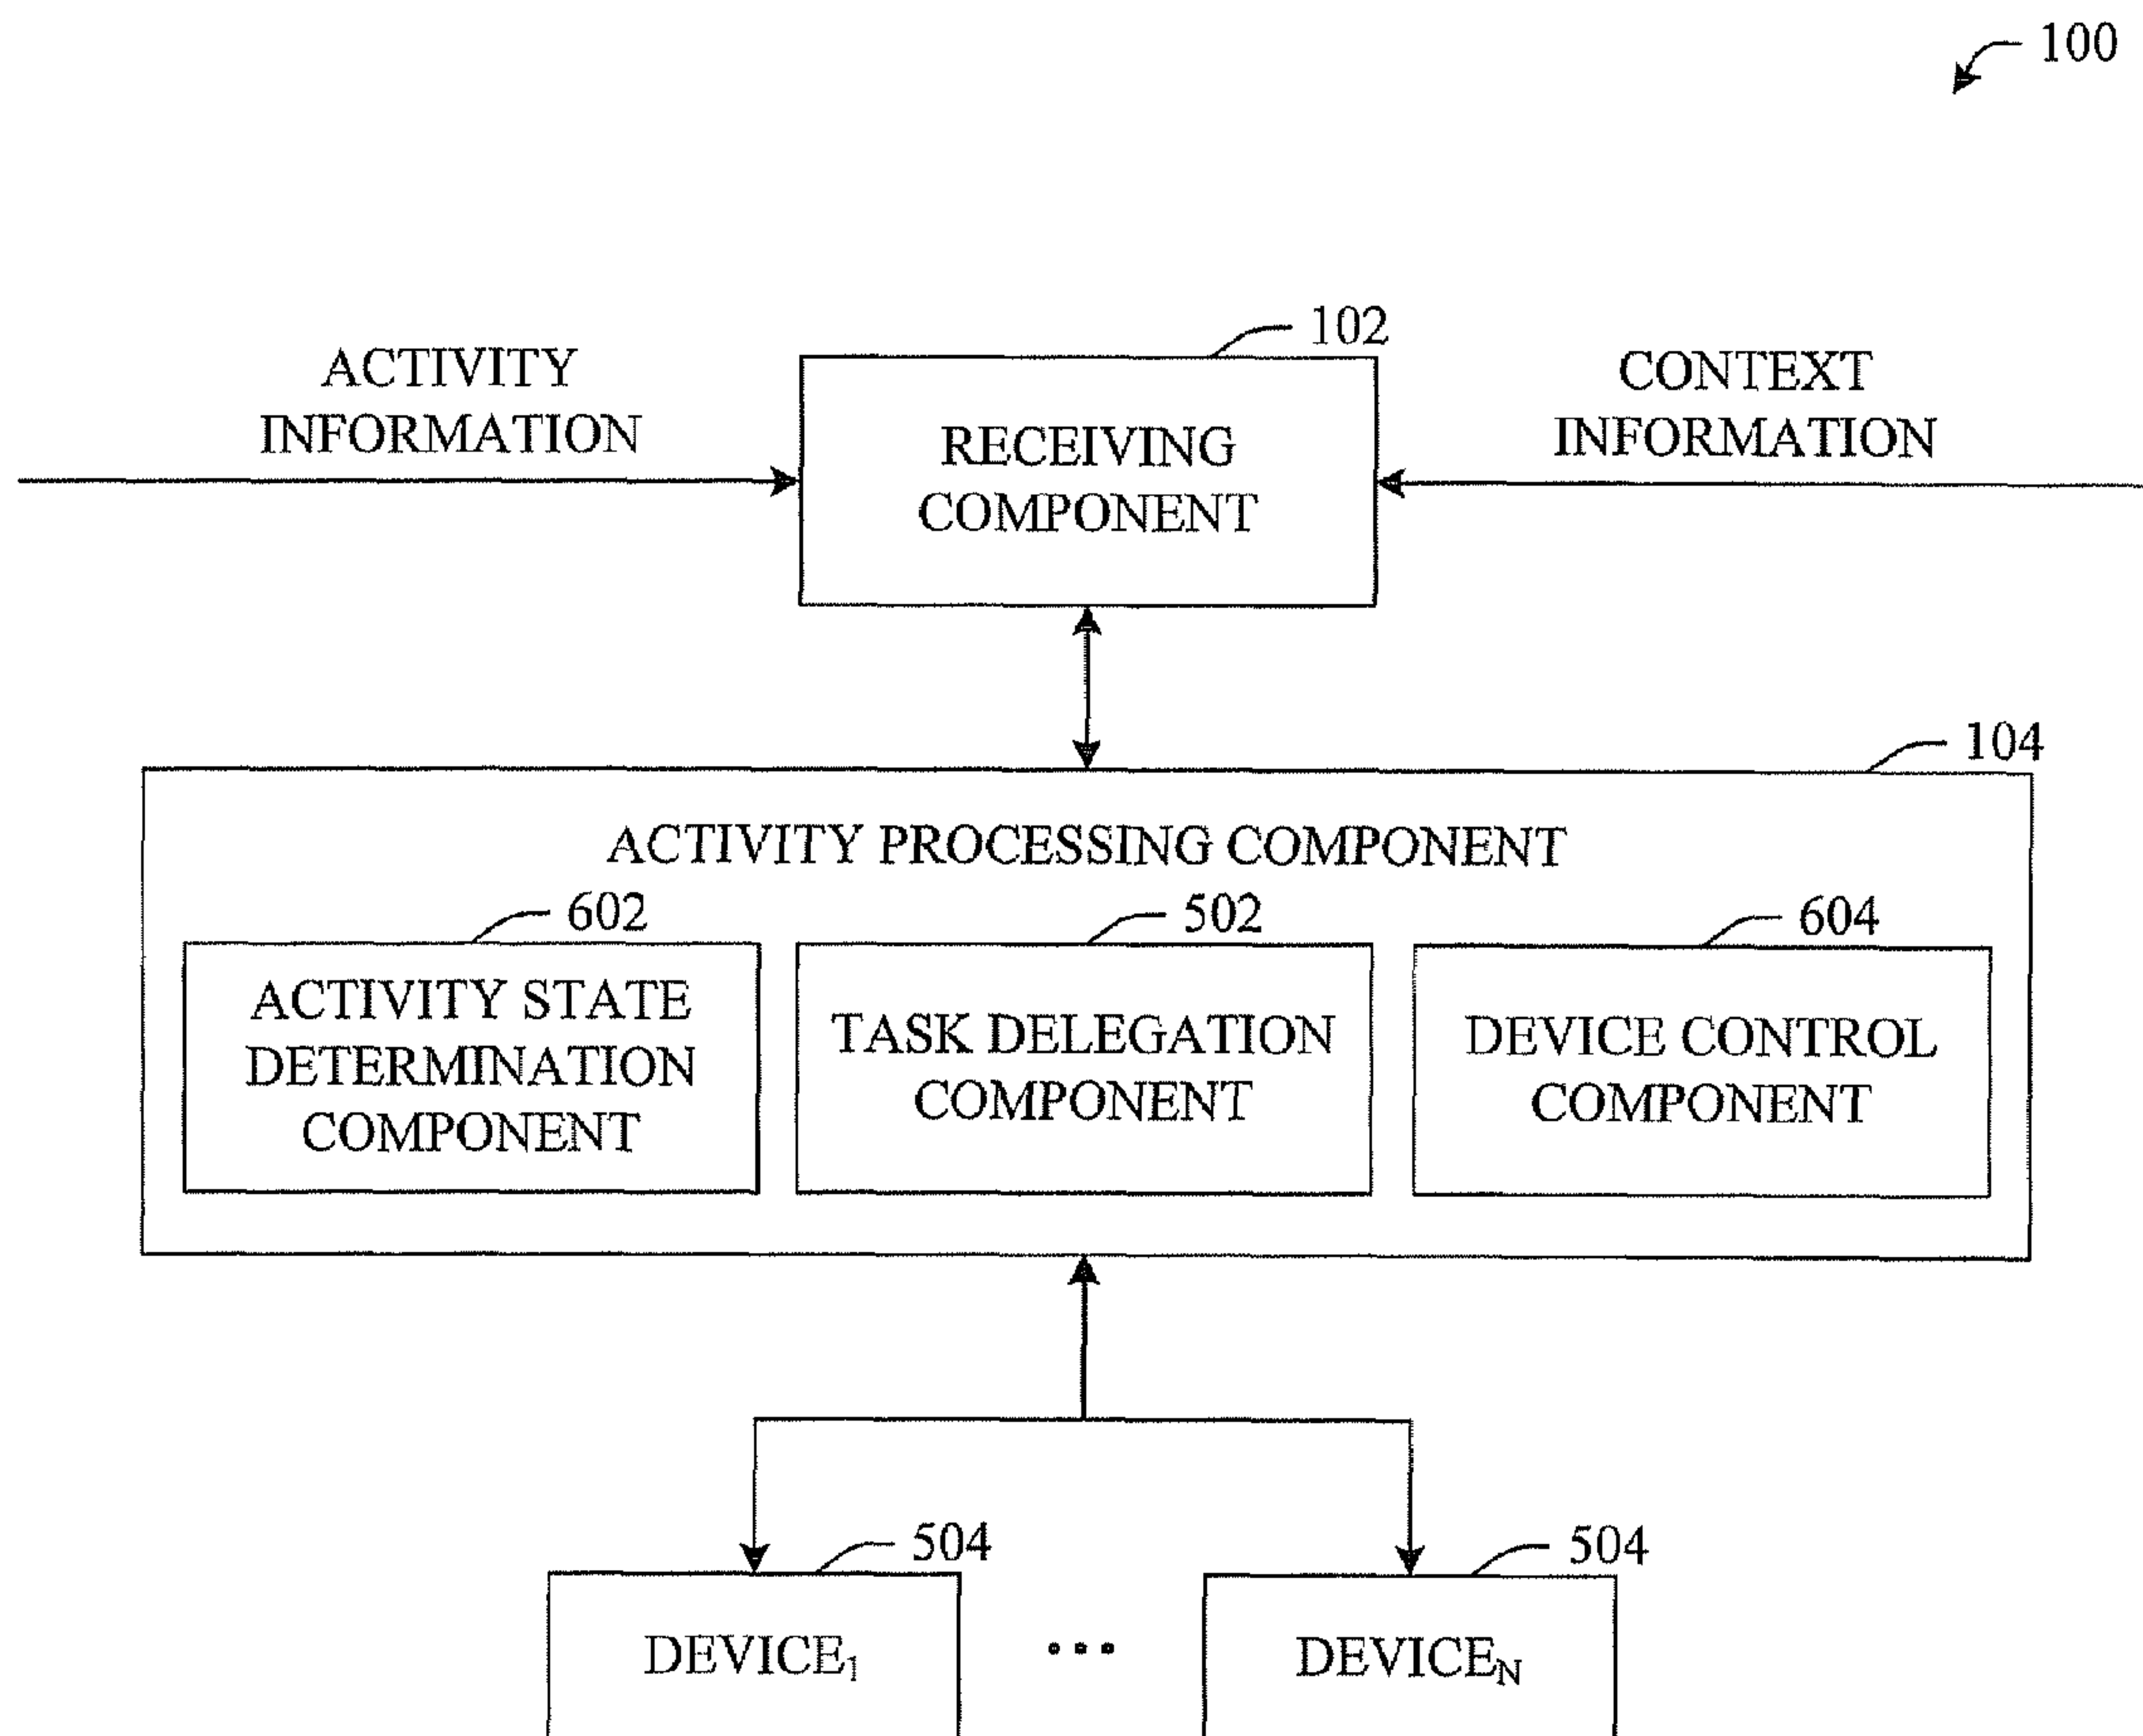 100
102
ACTIVITY
INFORMATION
RECEIVING
COMPONENT
CONTEXT
INFORMATION
104
ACTIVITY PROCESSING COMPONENT
602
502
604
ACTIVITY STATE
DETERMINATION
COMPONENT
TASK DELEGATION
COMPONENT
DEVICE CONTROL
COMPONENT
504
504
DEVICE1
...
DEVICEN